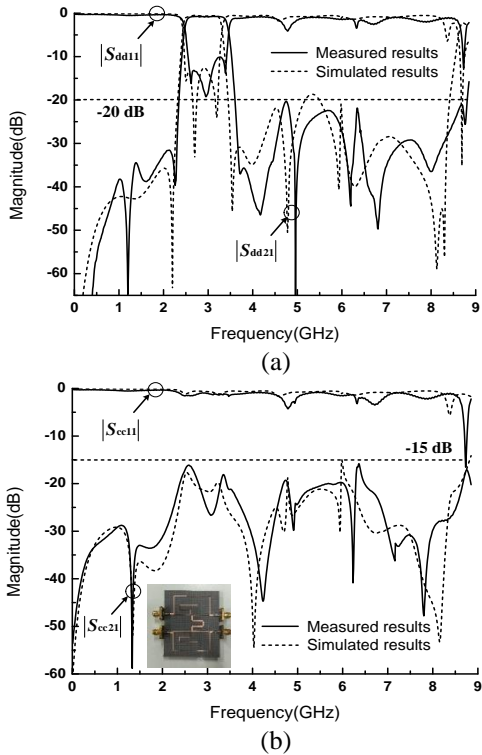 0
-10
-20
-30
-40
-50
-60
Magnitude(dB)
|Sdd11|
Measured results
Simulated results
-20 dB
|Sdd21|
0 1 2 3 4 5 6 7 8 9
Frequency(GHz)
(a)
0
-10
-20
-30
-40
-50
-60
Magnitude(dB)
|Scc11|
-15 dB
|Scc21|
Measured results
Simulated results
0 1 2 3 4 5 6 7 8 9
Frequency(GHz)
(b)